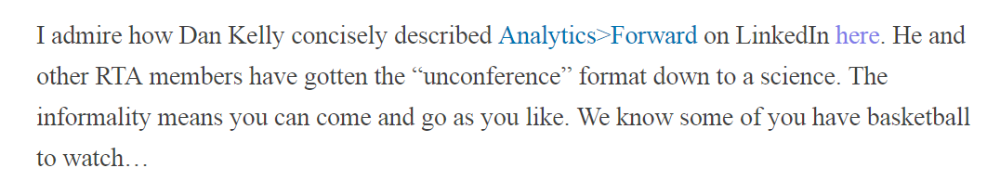 I admire how Dan Kelly concisely described Analytics>Forward on LinkedIn here. He and
other RTA members have gotten the “unconference” format down to a science. The
informality means you can come and go as you like. We know some of you have basketball
to watch…